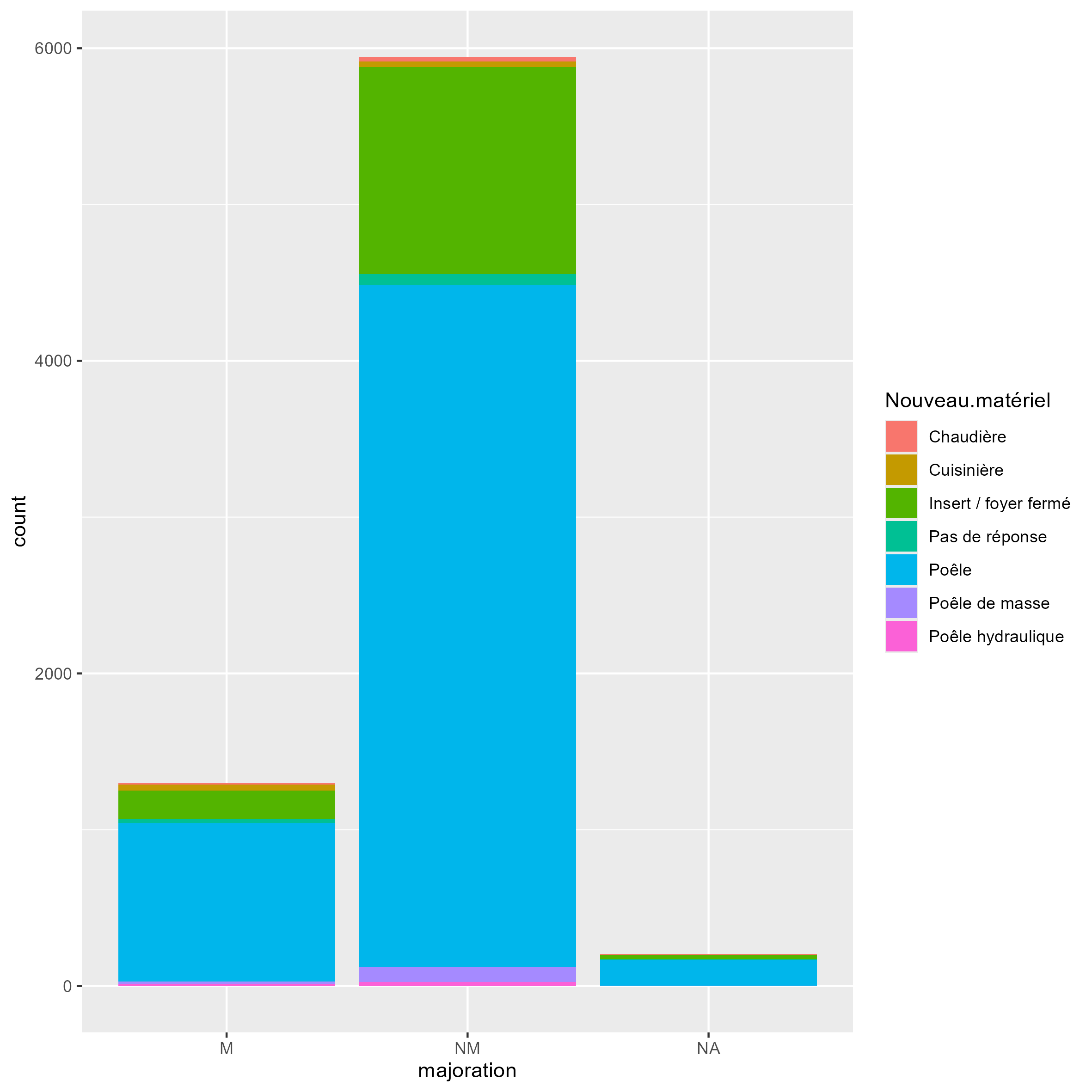 6000
4000
2000
0
count
M
NM
NA
majoration
Nouveau.matériel
Chaudière
Cuisinière
Insert / foyer fermé
Pas de réponse
Poêle
Poêle de masse
Poêle hydraulique